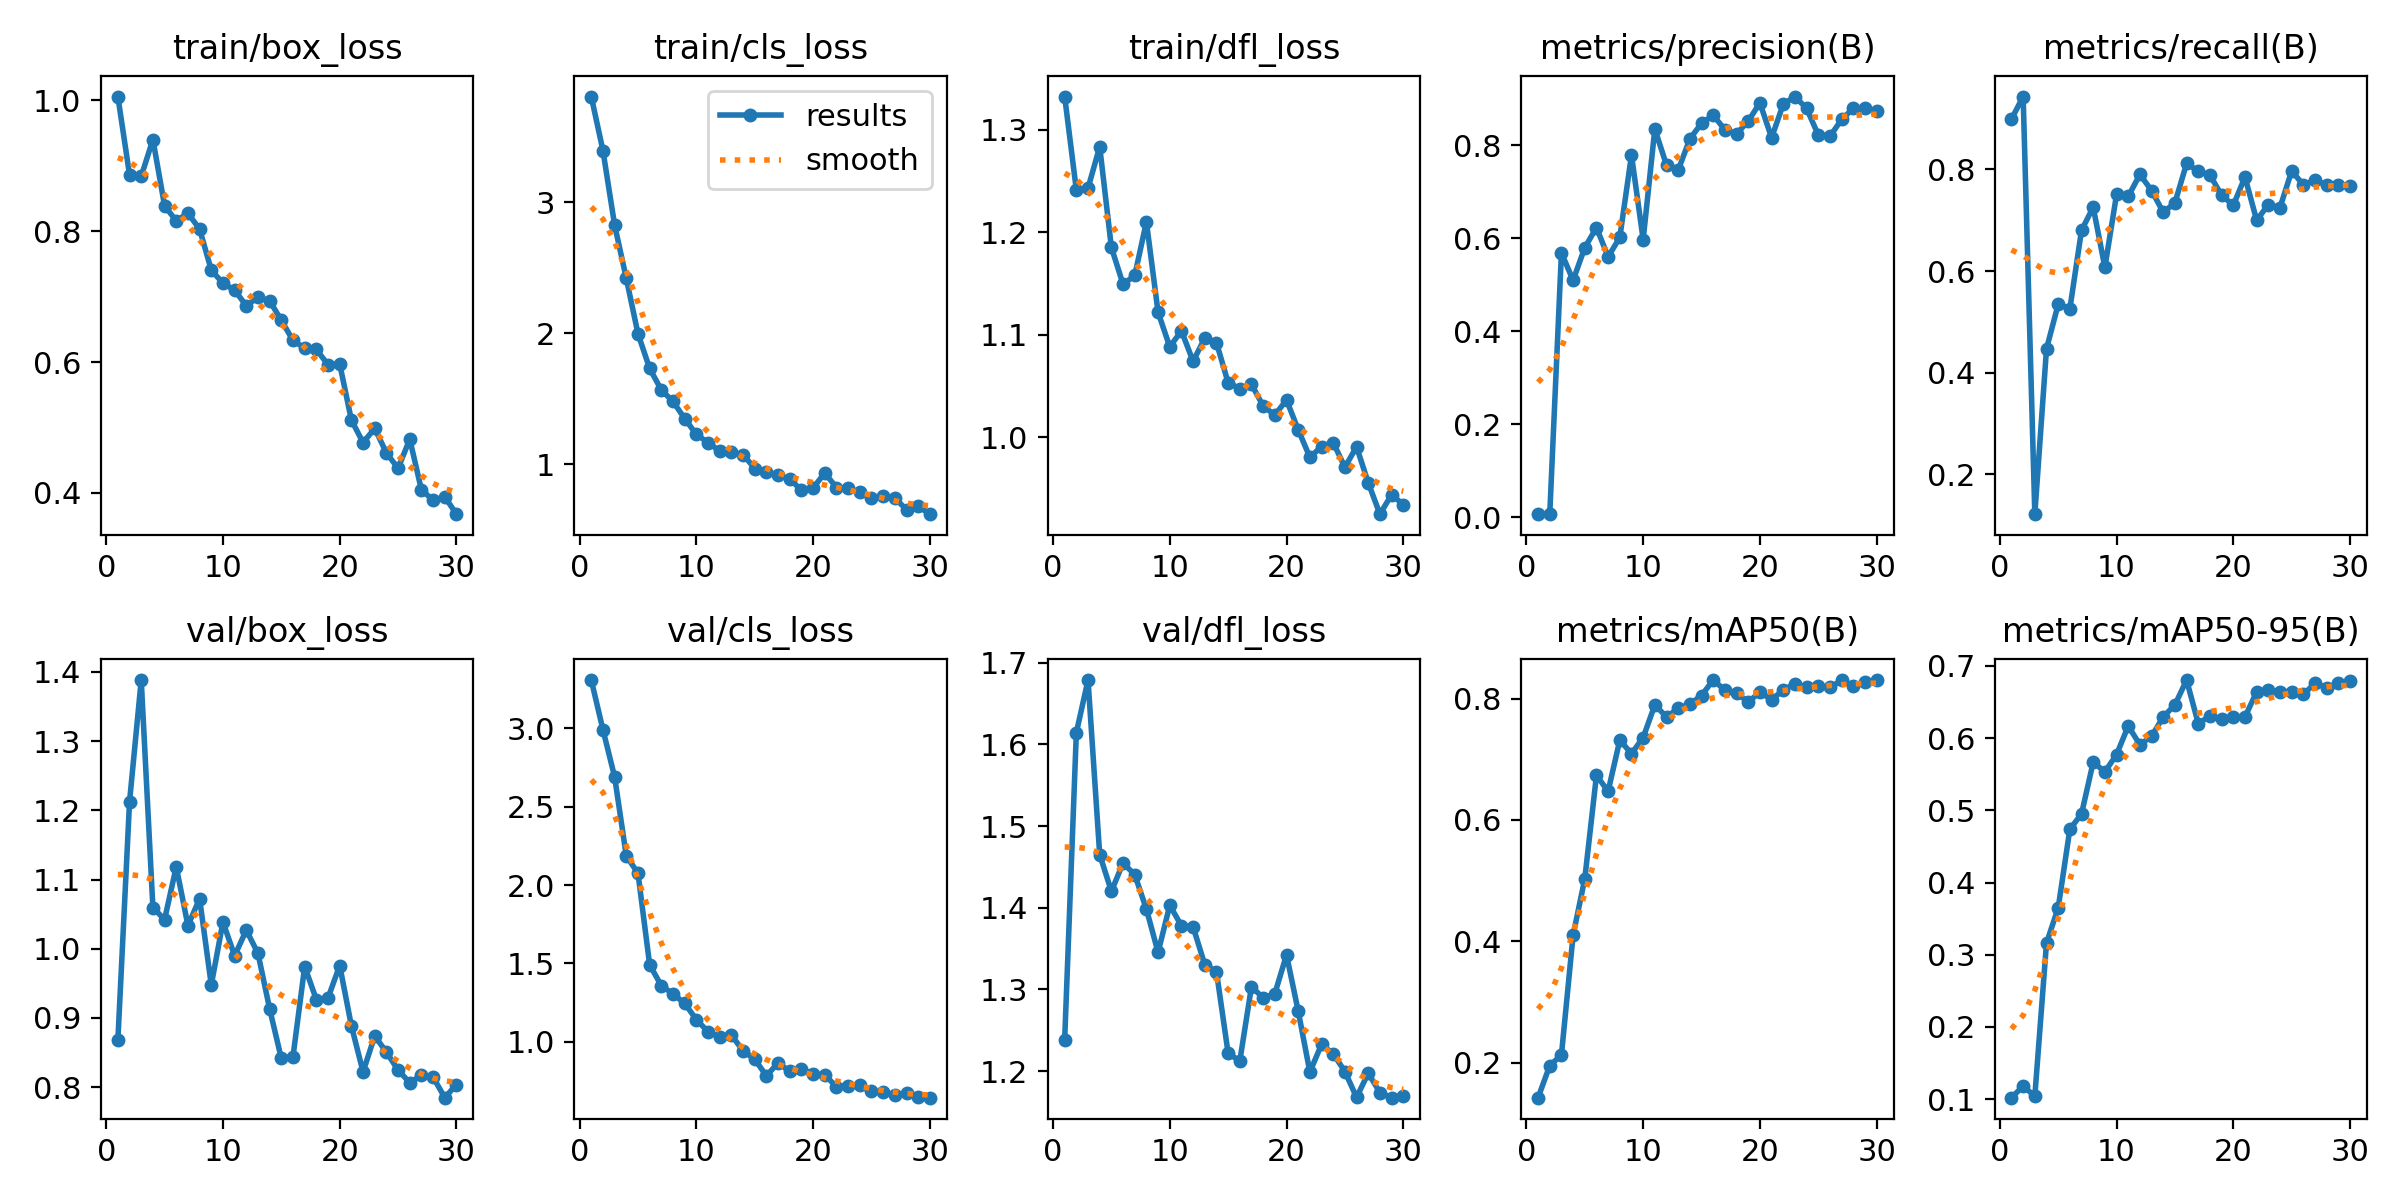 train/box_loss
1.0
0.8
0.6
0.4
0 10 20 30
train/cls_loss
results
smooth
3
2
1
0 10 20 30
train/dfl_loss
1.3
1.2
1.1
1.0
0 10 20 30
metrics/precision(B)
0.8
0.6
0.4
0.2
0.0
0 10 20 30
metrics/recall(B)
0.8
0.6
0.4
0.2
0 10 20 30
val/box_loss
1.4
1.3
1.2
1.1
1.0
0.9
0.8
0 10 20 30
val/cls_loss
3.0
2.5
2.0
1.5
1.0
0 10 20 30
val/dfl_loss
1.7
1.6
1.5
1.4
1.3
1.2
0 10 20 30
metrics/mAP50(B)
0.8
0.6
0.4
0.2
0 10 20 30
metrics/mAP50-95(B)
0.7
0.6
0.5
0.4
0.3
0.2
0.1
0 10 20 30